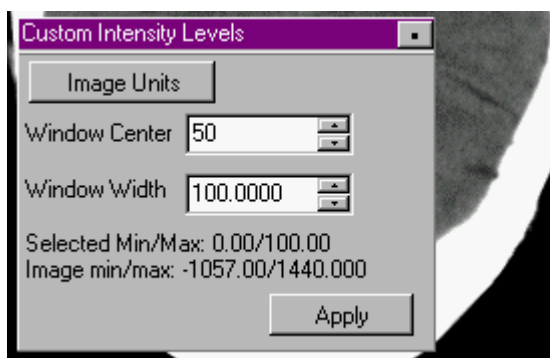 Custom Intensity Levels
Image Units
Window Center 50
Window Width 100.0000
Selected Min/Max: 0.00/100.00
Image min/max: -1057.00/1440.000
Apply